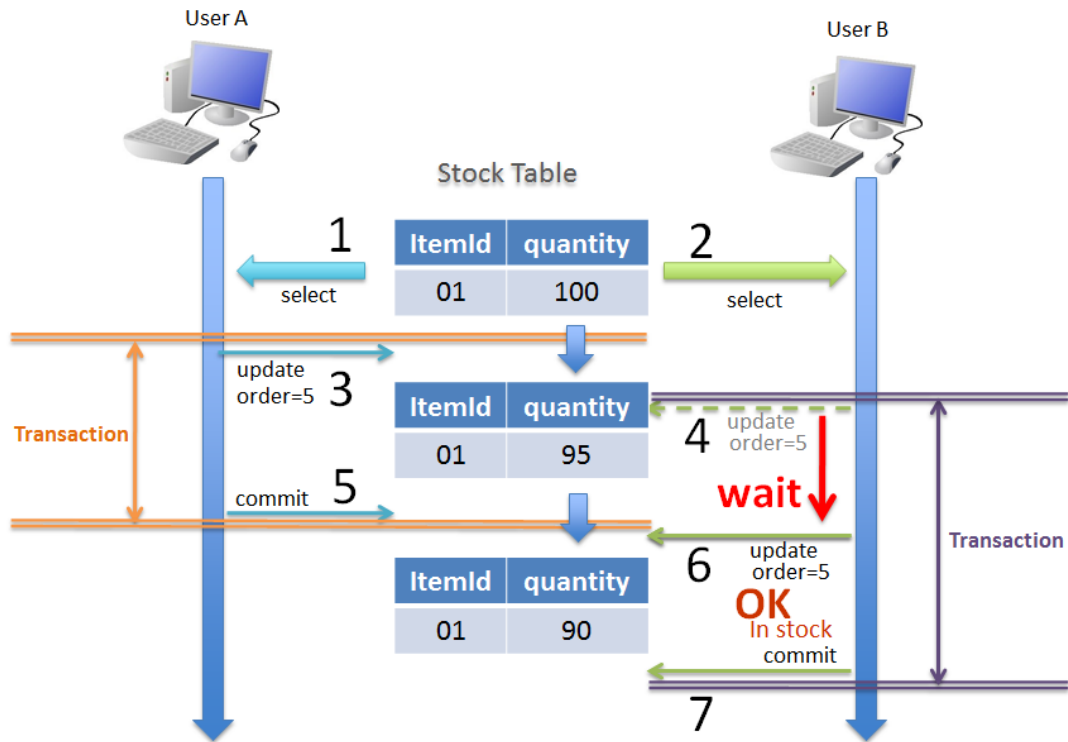 User A
User B
Stock Table
1
ItemId quantity
01 100
2
select
select
update
order=5
3
Transaction
ItemId quantity
01 95
4
update
order=5
wait
commit
5
Transaction
6
update
order=5
OK
In stock
ItemId quantity
01 90
commit
7